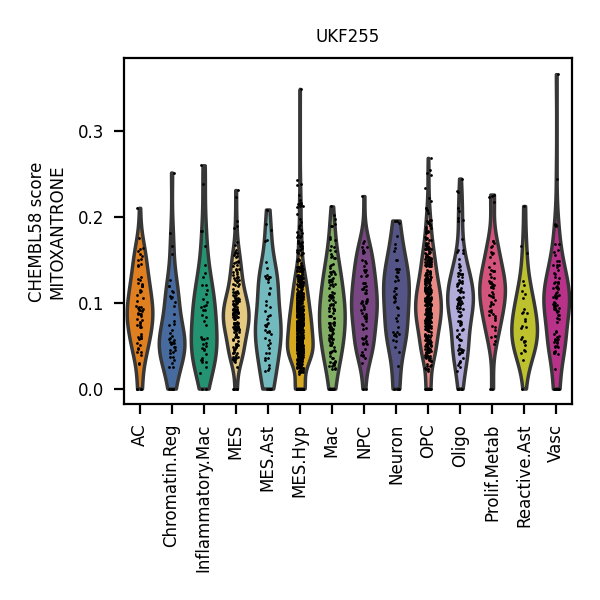 UKF255
CHEMBL58 score
MITOXANTRONE
0.3
0.2
0.1
0.0
AC
Chromatin.Reg
Inflammatory.Mac
MES
MES.Ast
MES.Hyp
Mac
NPC
Neuron
OPC
Oligo
Prolif.Metab
Reactive.Ast
Vasc